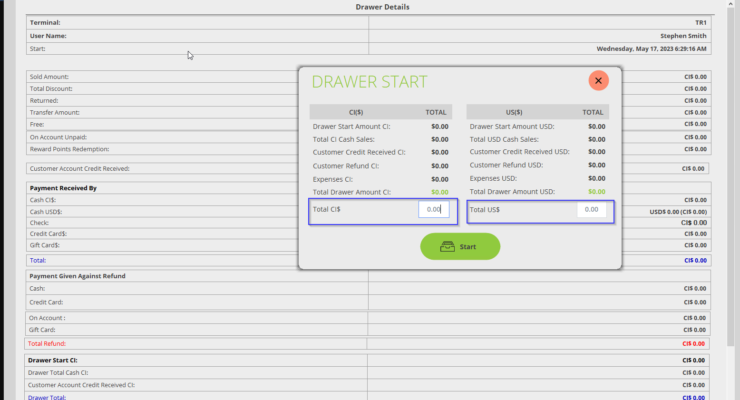 Drawer Details
Terminal: TR1
User Name: Stephen Smith
Start: Wednesday, May 17, 2023 6:29:16 AM
Sold Amount: CI$ 0.00
Total Discount: CI$ 0.00
Returned: CI$ 0.00
Transfer Amount: CI$ 0.00
Free: CI$ 0.00
On Account Unpaid: CI$ 0.00
Reward Points Redemption: CI$ 0.00
Customer Account Credit Received: CI$ 0.00
Payment Received By
Cash CI$: CI$ 0.00
Cash USD$: USD$ 0.00 (CI$ 0.00)
Check: CI$ 0.00
Credit Card$: CI$ 0.00
Gift Card$: CI$ 0.00
Total: CI$ 0.00
Payment Given Against Refund
Cash: CI$ 0.00
Credit Card: CI$ 0.00
On Account : CI$ 0.00
Gift Card: CI$ 0.00
Total Refund: CI$ 0.00
Drawer Start CI: CI$ 0.00
Drawer Total Cash CI: CI$ 0.00
Customer Account Credit Received CI: CI$ 0.00
Drawer Total: CI$ 0.00
DRAWER START
CI($) TOTAL
Drawer Start Amount CI: $0.00
Total CI Cash Sales: $0.00
Customer Credit Received CI: $0.00
Customer Refund CI: $0.00
Expenses CI: $0.00
Total Drawer Amount CI: $0.00
Total CI$ 0.00
US($) TOTAL
Drawer Start Amount USD: $0.00
Total USD Cash Sales: $0.00
Customer Credit Received USD: $0.00
Customer Refund USD: $0.00
Expenses USD: $0.00
Total Drawer Amount USD: $0.00
Total US$ 0.00
Start